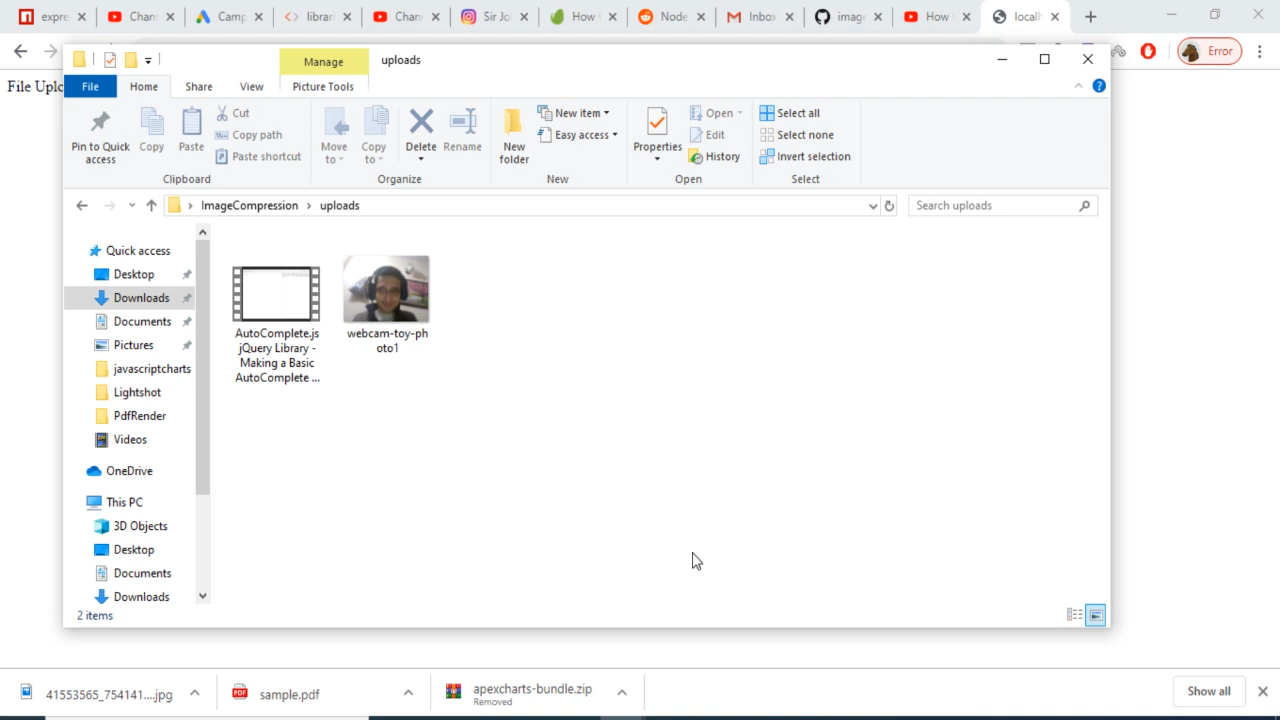 expre
Chann
Camp
librari
Chann
Sir Jo
How t
Node
Inbox
image
How t
localh
Error
File Uplo
Manage
uploads
File
Home
Share
View
Picture Tools
Pin to Quick
access
Copy
Paste
Cut
Copy path
Paste shortcut
Clipboard
Move
to
Copy
to
Delete
Rename
Organize
New
folder
New item
Easy access
New
Properties
Open
Edit
History
Open
Select all
Select none
Invert selection
Select
ImageCompression > uploads
Search uploads
Quick access
Desktop
Downloads
Documents
Pictures
javascriptcharts
Lightshot
PdfRender
Videos
OneDrive
This PC
3D Objects
Desktop
Documents
Downloads
AutoComplete.js
jQuery Library -
Making a Basic
AutoComplete ...
webcam-toy-ph
oto1
2 items
41553565_754141....jpg
sample.pdf
apexcharts-bundle.zip
Removed
Show all